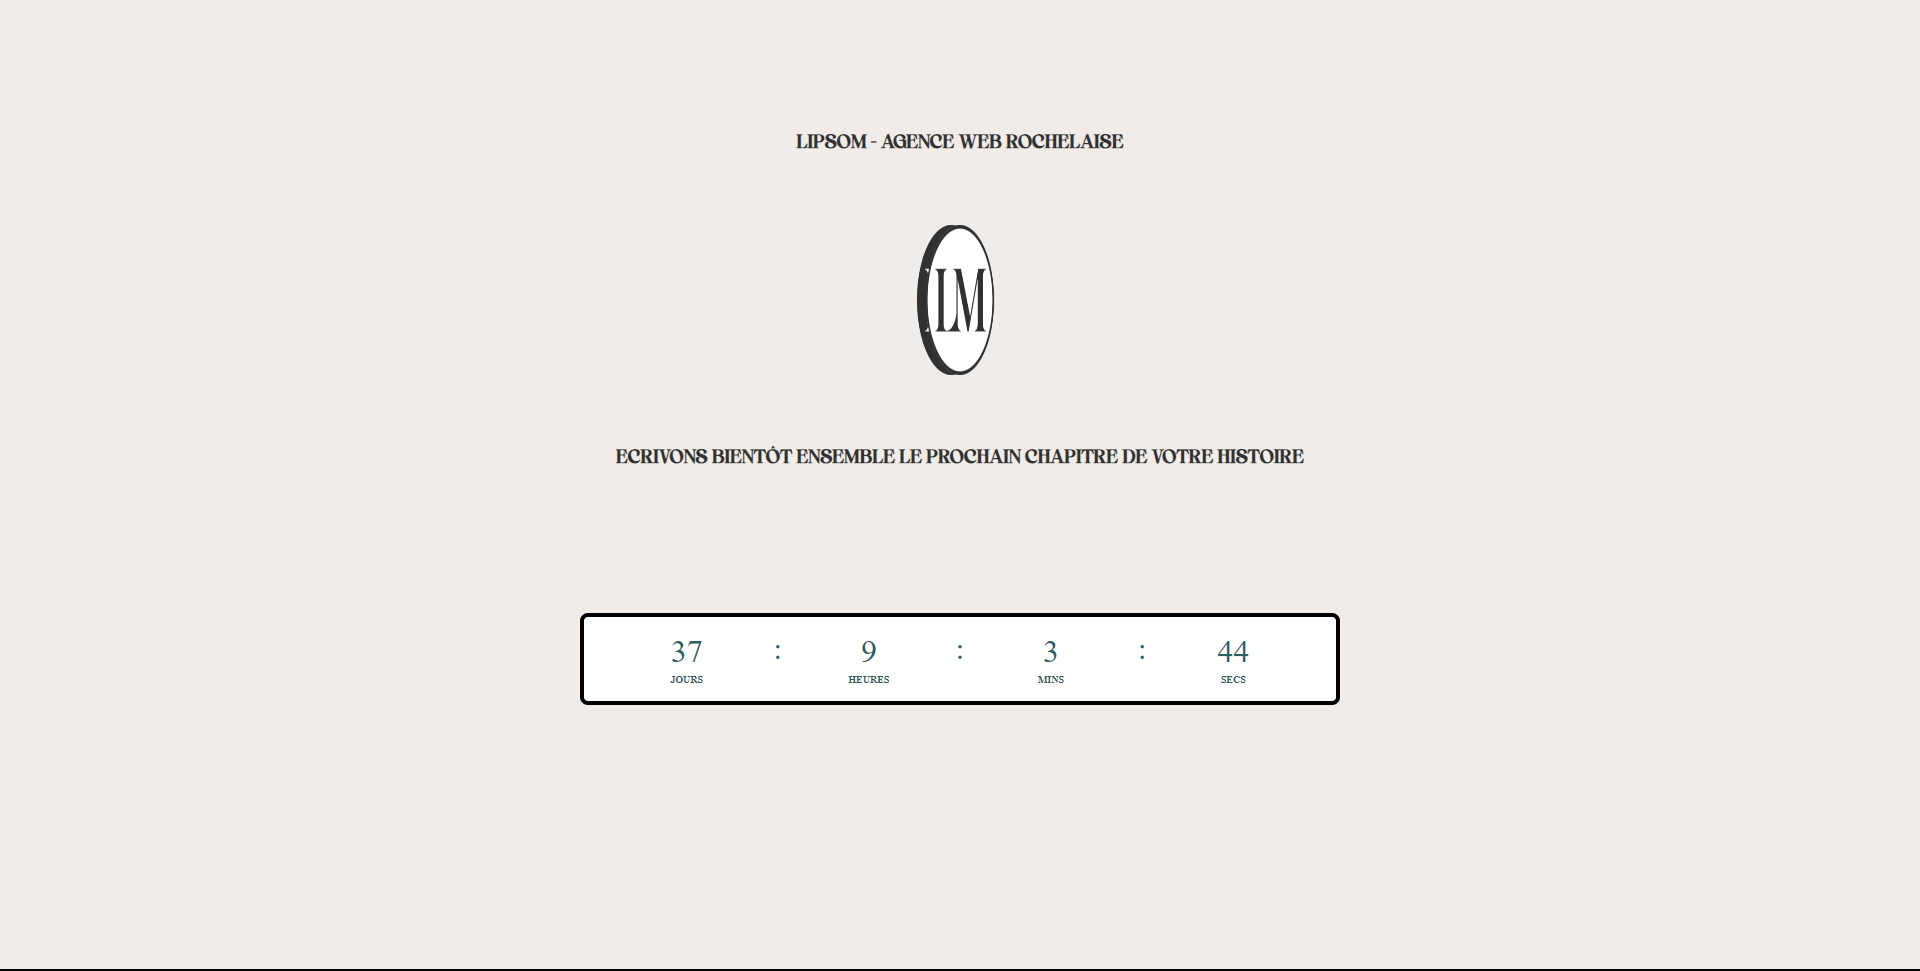 LIPSOM - AGENCE WEB ROCHELAISE
LM
ECRIVONS BIENTÔT ENSEMBLE LE PROCHAIN CHAPITRE DE VOTRE HISTOIRE
37 : 9 : 3 : 44
JOURS HEURES MINS SECS